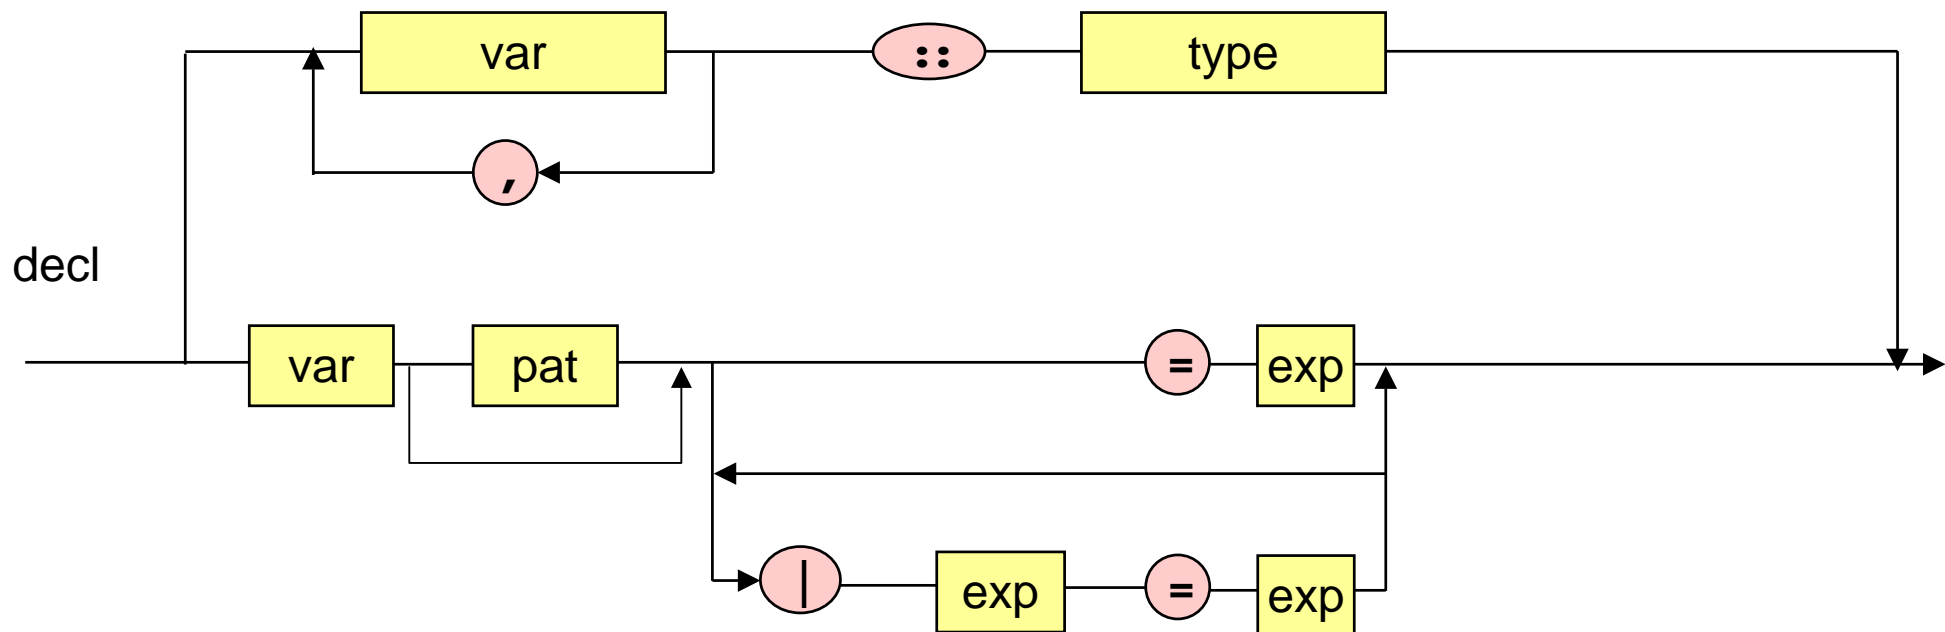 var :: type
,
decl
var pat = exp
| exp = exp